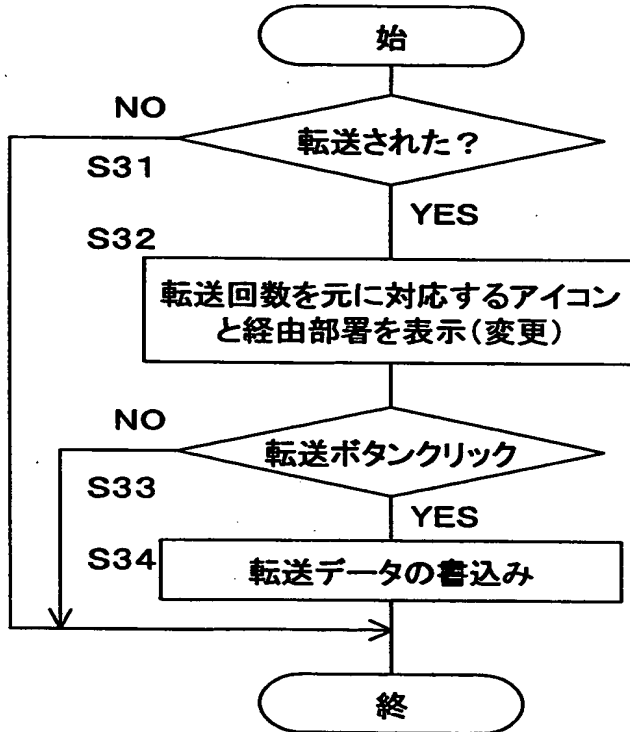 始
NO
転送された?
S31
YES
S32
転送回数を元に対応するアイコン
と経由部署を表示(変更)
NO
転送ボタンクリック
S33
YES
S34
転送データの書込み
終